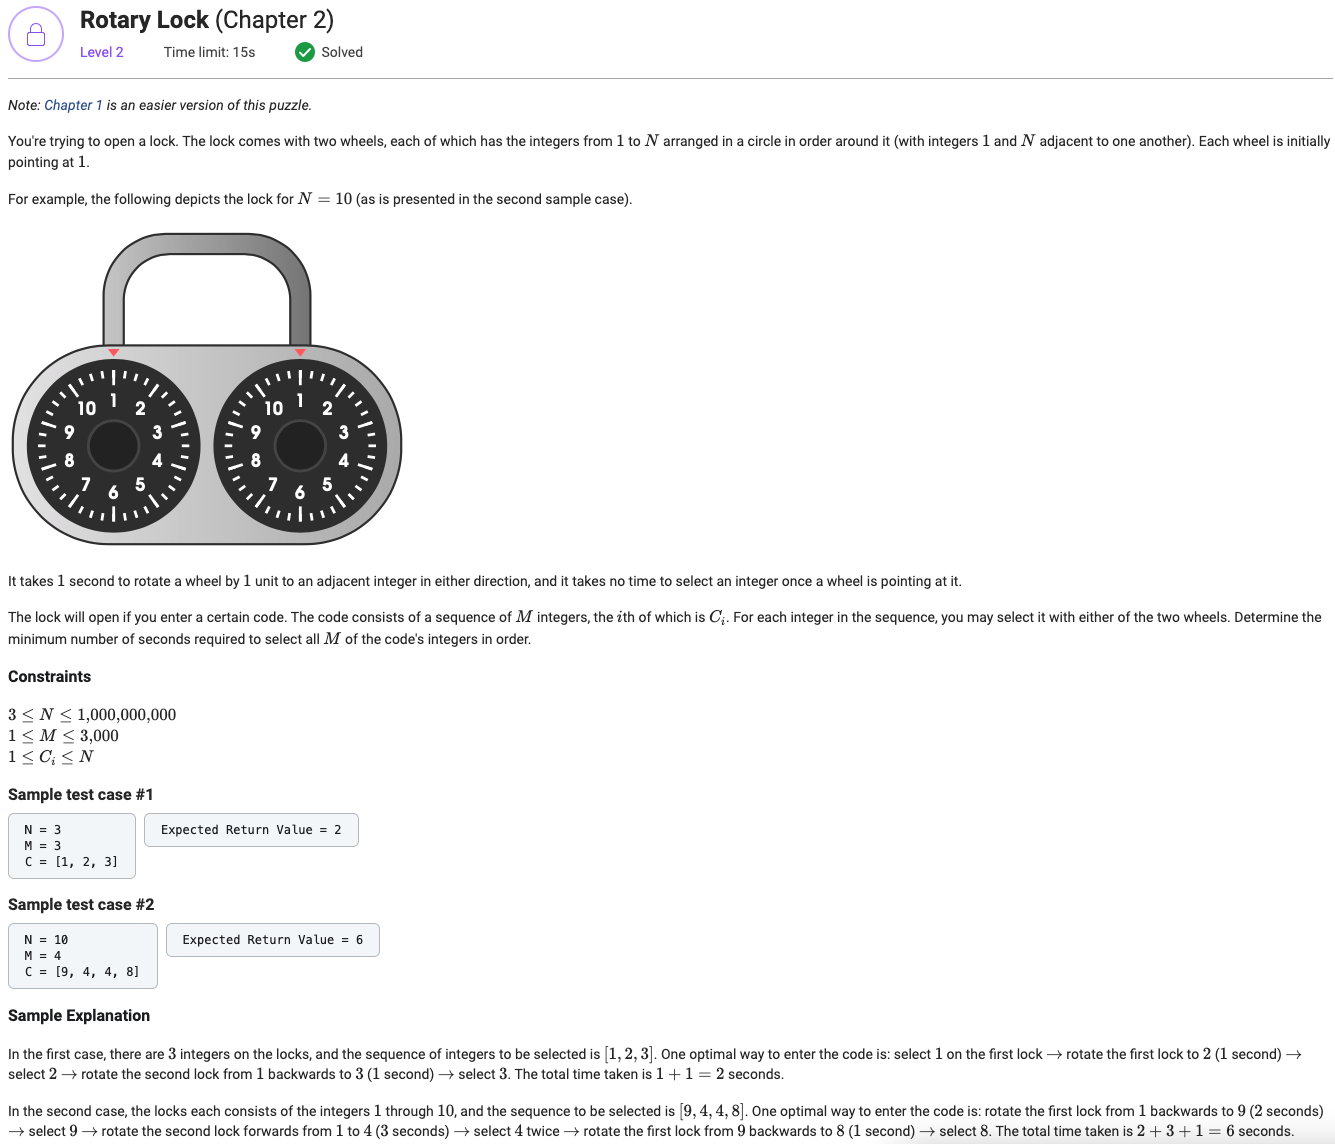 Rotary Lock (Chapter 2)
Level 2 Time limit: 15s Solved
Note: Chapter 1 is an easier version of this puzzle.
You're trying to open a lock. The lock comes with two wheels, each of which has the integers from 1 to N arranged in a circle in order around it (with integers 1 and N adjacent to one another). Each wheel is initially
pointing at 1.
For example, the following depicts the lock for N = 10 (as is presented in the second sample case).
1 2 3 4 5 6 7 8 9 10
1 2 3 4 5 6 7 8 9 10
It takes 1 second to rotate a wheel by 1 unit to an adjacent integer in either direction, and it takes no time to select an integer once a wheel is pointing at it.
The lock will open if you enter a certain code. The code consists of a sequence of M integers, the ith of which is Cᵢ. For each integer in the sequence, you may select it with either of the two wheels. Determine the
minimum number of seconds required to select all M of the code's integers in order.
Constraints
3 ≤ N ≤ 1,000,000,000
1 ≤ M ≤ 3,000
1 ≤ Cᵢ ≤ N
Sample test case #1
N = 3
M = 3
C = [1, 2, 3]
Expected Return Value = 2
Sample test case #2
N = 10
M = 4
C = [9, 4, 4, 8]
Expected Return Value = 6
Sample Explanation
In the first case, there are 3 integers on the locks, and the sequence of integers to be selected is [1, 2, 3]. One optimal way to enter the code is: select 1 on the first lock → rotate the first lock to 2 (1 second) →
select 2 → rotate the second lock from 1 backwards to 3 (1 second) → select 3. The total time taken is 1 + 1 = 2 seconds.
In the second case, the locks each consists of the integers 1 through 10, and the sequence to be selected is [9, 4, 4, 8]. One optimal way to enter the code is: rotate the first lock from 1 backwards to 9 (2 seconds)
→ select 9 → rotate the second lock forwards from 1 to 4 (3 seconds) → select 4 twice → rotate the first lock from 9 backwards to 8 (1 second) → select 8. The total time taken is 2 + 3 + 1 = 6 seconds.